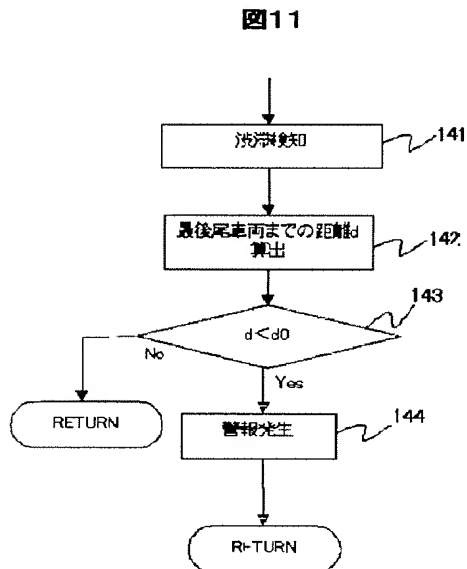 図11
渋滞検知
141
最後尾車両までの距離d
算出
142
143
d<d0
No
Yes
RETURN
警報発生
144
RETURN